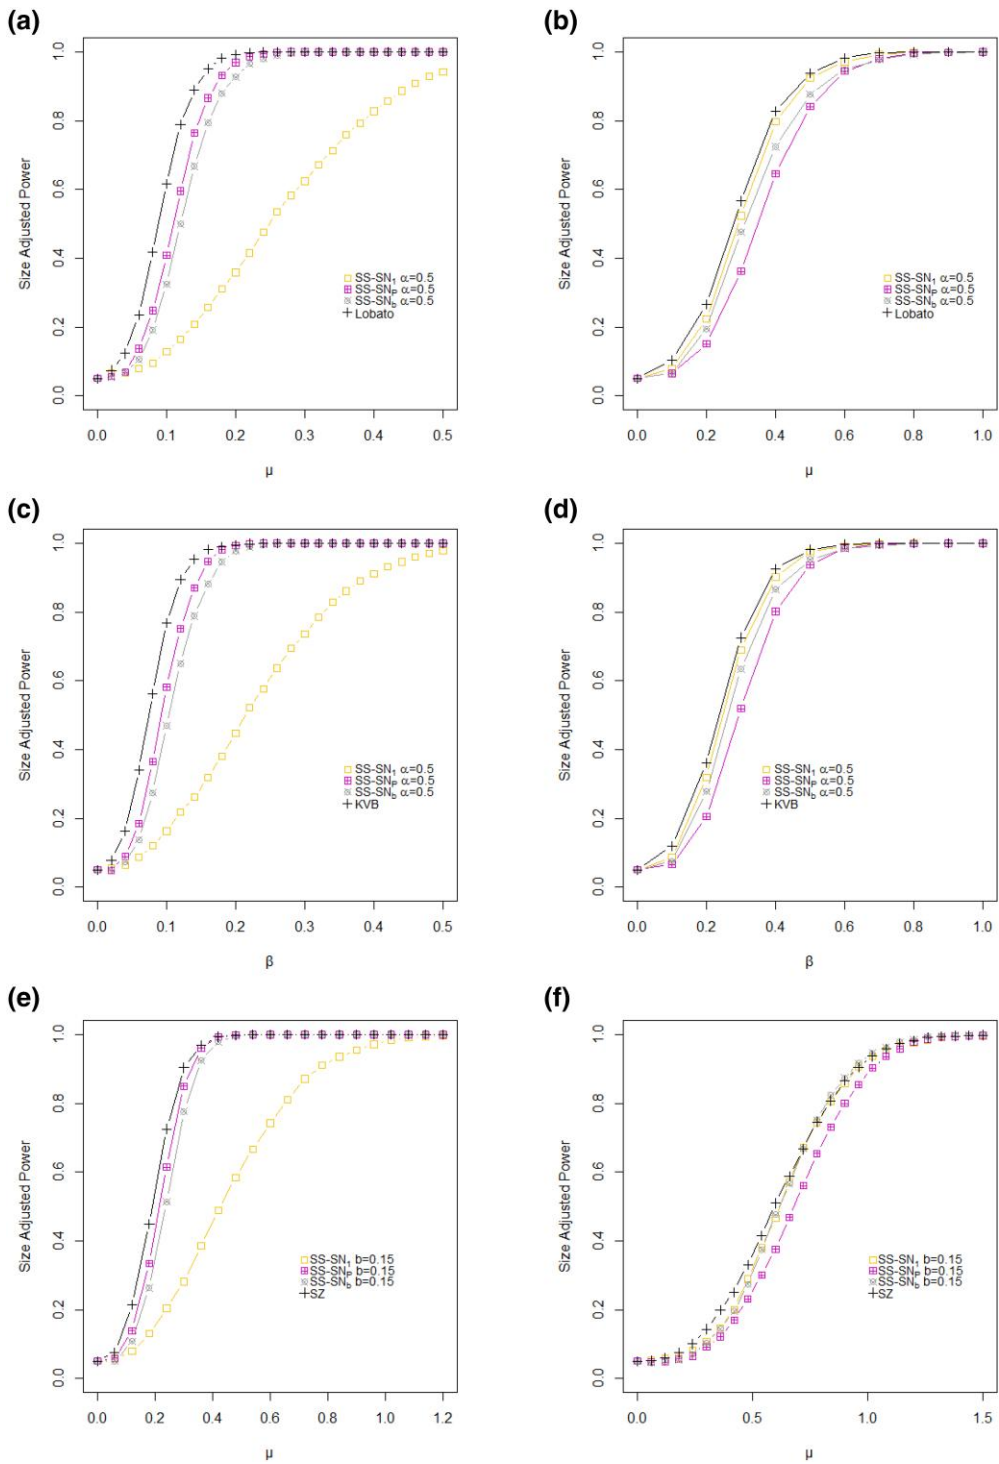 (a)
Size Adjusted Power
1.0
0.8
0.6
0.4
0.2
0.0
SS-SN₁ α=0.5
SS-SNₚ α=0.5
SS-SN_b α=0.5
Lobato
0.0 0.1 0.2 0.3 0.4 0.5
μ
(b)
Size Adjusted Power
1.0
0.8
0.6
0.4
0.2
0.0
SS-SN₁ α=0.5
SS-SNₚ α=0.5
SS-SN_b α=0.5
Lobato
0.0 0.2 0.4 0.6 0.8 1.0
μ
(c)
Size Adjusted Power
1.0
0.8
0.6
0.4
0.2
0.0
SS-SN₁ α=0.5
SS-SNₚ α=0.5
SS-SN_b α=0.5
KVB
0.0 0.1 0.2 0.3 0.4 0.5
β
(d)
Size Adjusted Power
1.0
0.8
0.6
0.4
0.2
0.0
SS-SN₁ α=0.5
SS-SNₚ α=0.5
SS-SN_b α=0.5
KVB
0.0 0.2 0.4 0.6 0.8 1.0
β
(e)
Size Adjusted Power
1.0
0.8
0.6
0.4
0.2
0.0
SS-SN₁ b=0.15
SS-SNₚ b=0.15
SS-SN_b b=0.15
SZ
0.0 0.2 0.4 0.6 0.8 1.0 1.2
μ
(f)
Size Adjusted Power
1.0
0.8
0.6
0.4
0.2
0.0
SS-SN₁ b=0.15
SS-SNₚ b=0.15
SS-SN_b b=0.15
SZ
0.5 1.0 1.5
μ